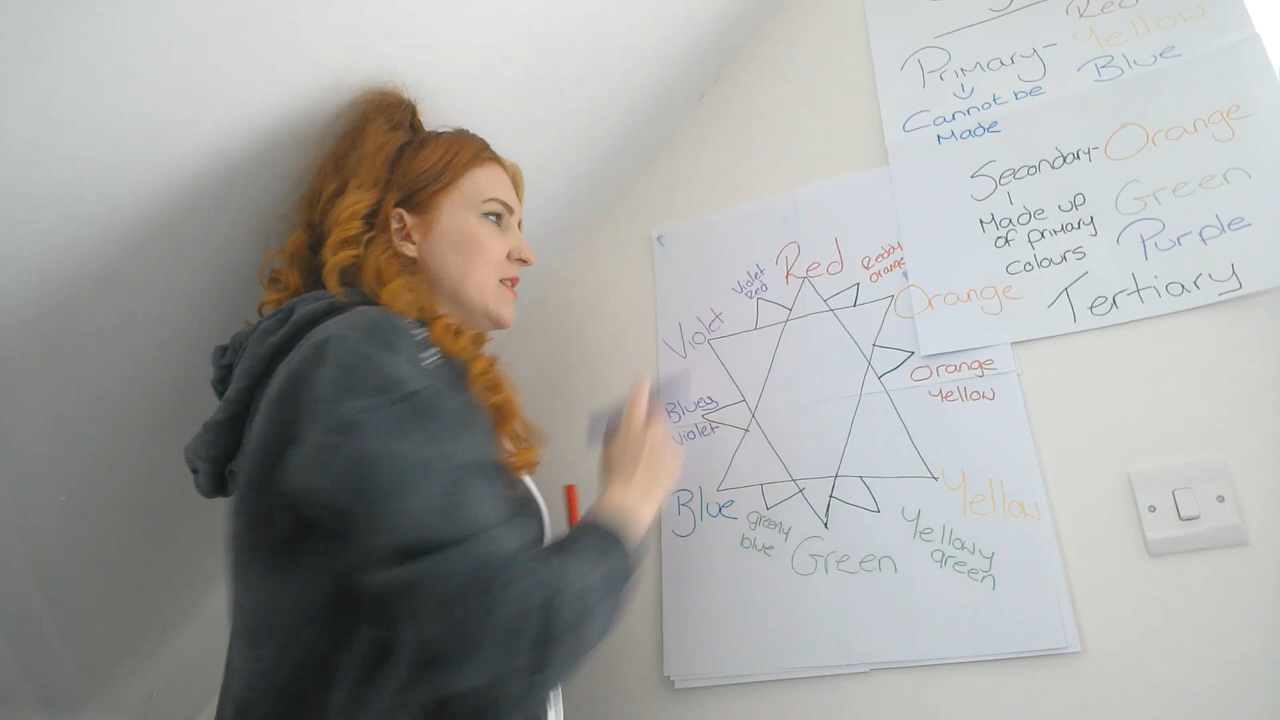 Red
Primary- Yellow
Blue
Cannot be
Made
Secondary- Orange
Made up
of primary
colours
Green
Purple
Tertiary
Red
Reddy
Orange
Orange
Orange
Yellow
Yellow
Yellowy
green
Green
greeny
blue
Blue
Bluey
Violet
Violet
Violet
Red